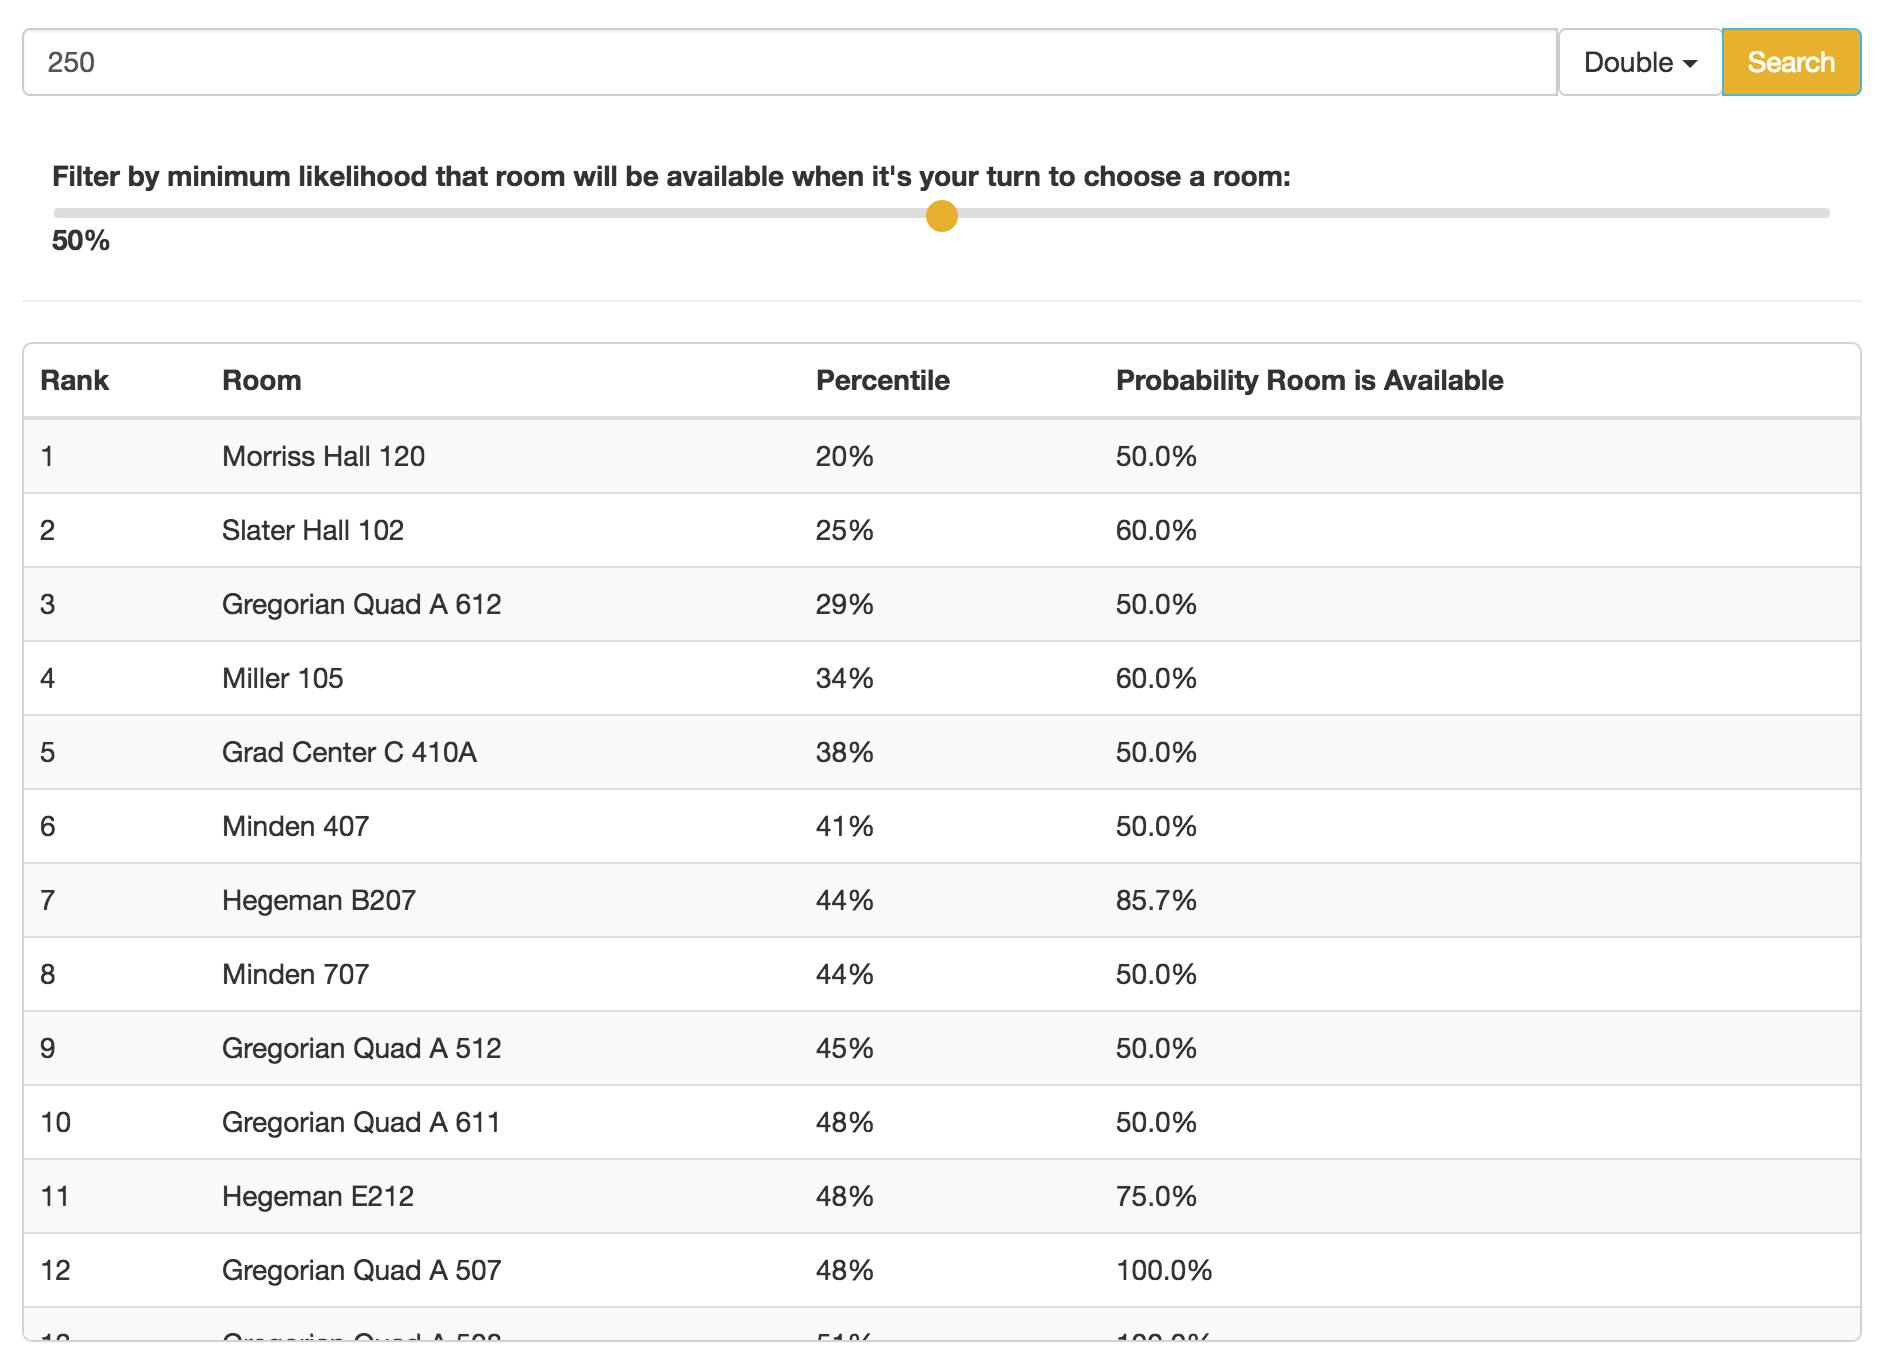 250 Double Search
Filter by minimum likelihood that room will be available when it's your turn to choose a room:
50%
Rank Room Percentile Probability Room is Available
1 Morriss Hall 120 20% 50.0%
2 Slater Hall 102 25% 60.0%
3 Gregorian Quad A 612 29% 50.0%
4 Miller 105 34% 60.0%
5 Grad Center C 410A 38% 50.0%
6 Minden 407 41% 50.0%
7 Hegeman B207 44% 85.7%
8 Minden 707 44% 50.0%
9 Gregorian Quad A 512 45% 50.0%
10 Gregorian Quad A 611 48% 50.0%
11 Hegeman E212 48% 75.0%
12 Gregorian Quad A 507 48% 100.0%
Gregorian Quad A 51% 100.0%